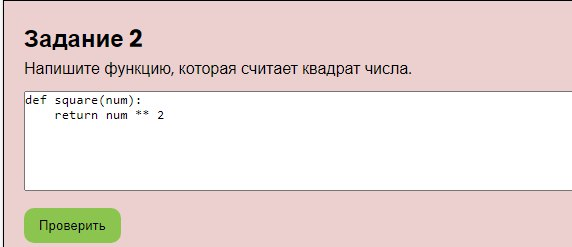 Задание 2
Напишите функцию, которая считает квадрат числа.
def square(num):
    return num ** 2
Проверить